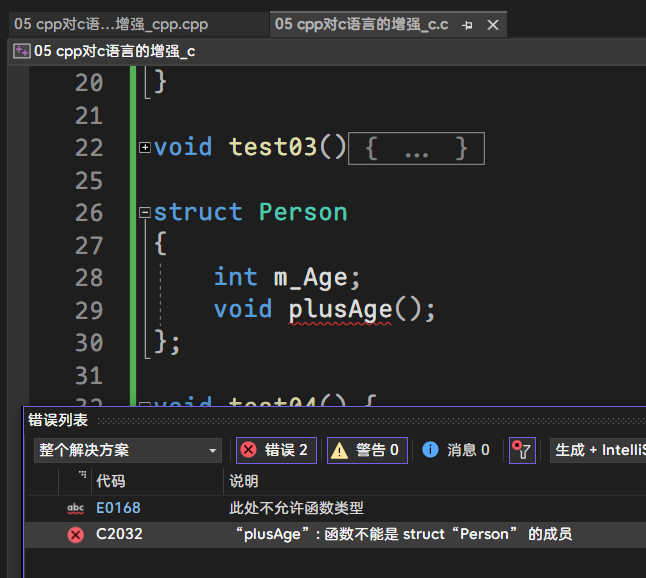 05 cpp对c语…增强_cpp.cpp
05 cpp对c语言的增强_c.c
05 cpp对c语言的增强_c
20 }
21
22 void test03() { ... }
25
26 struct Person
27 {
28 int m_Age;
29 void plusAge();
30 };
31
32 void test04() {
错误列表
整个解决方案 错误 2 警告 0 消息 0 生成 + IntelliS
代码 说明
abc E0168 此处不允许函数类型
C2032 “plusAge”: 函数不能是 struct“Person” 的成员